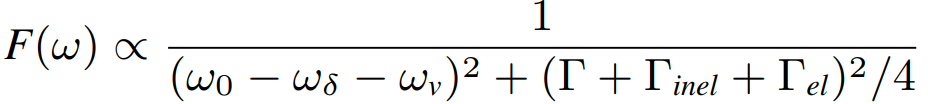 F(ω) ∝ 1 / ((ω₀ − ω_δ − ω_v)² + (Γ + Γ_inel + Γ_el)²/4)